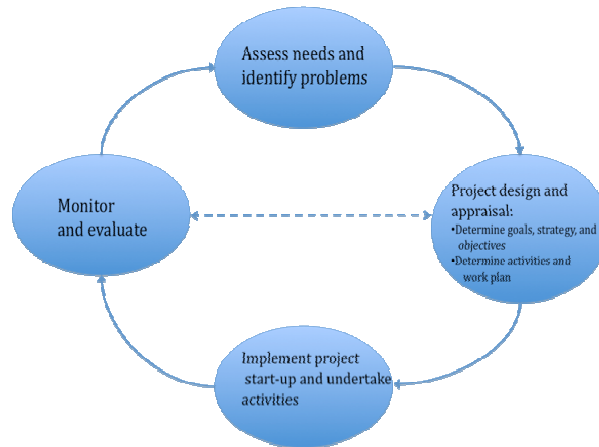 Assess needs and
identify problems
Project design and
appraisal:
•Determine goals, strategy, and
objectives
•Determine activities and
work plan
Monitor
and evaluate
Implement project
start-up and undertake
activities